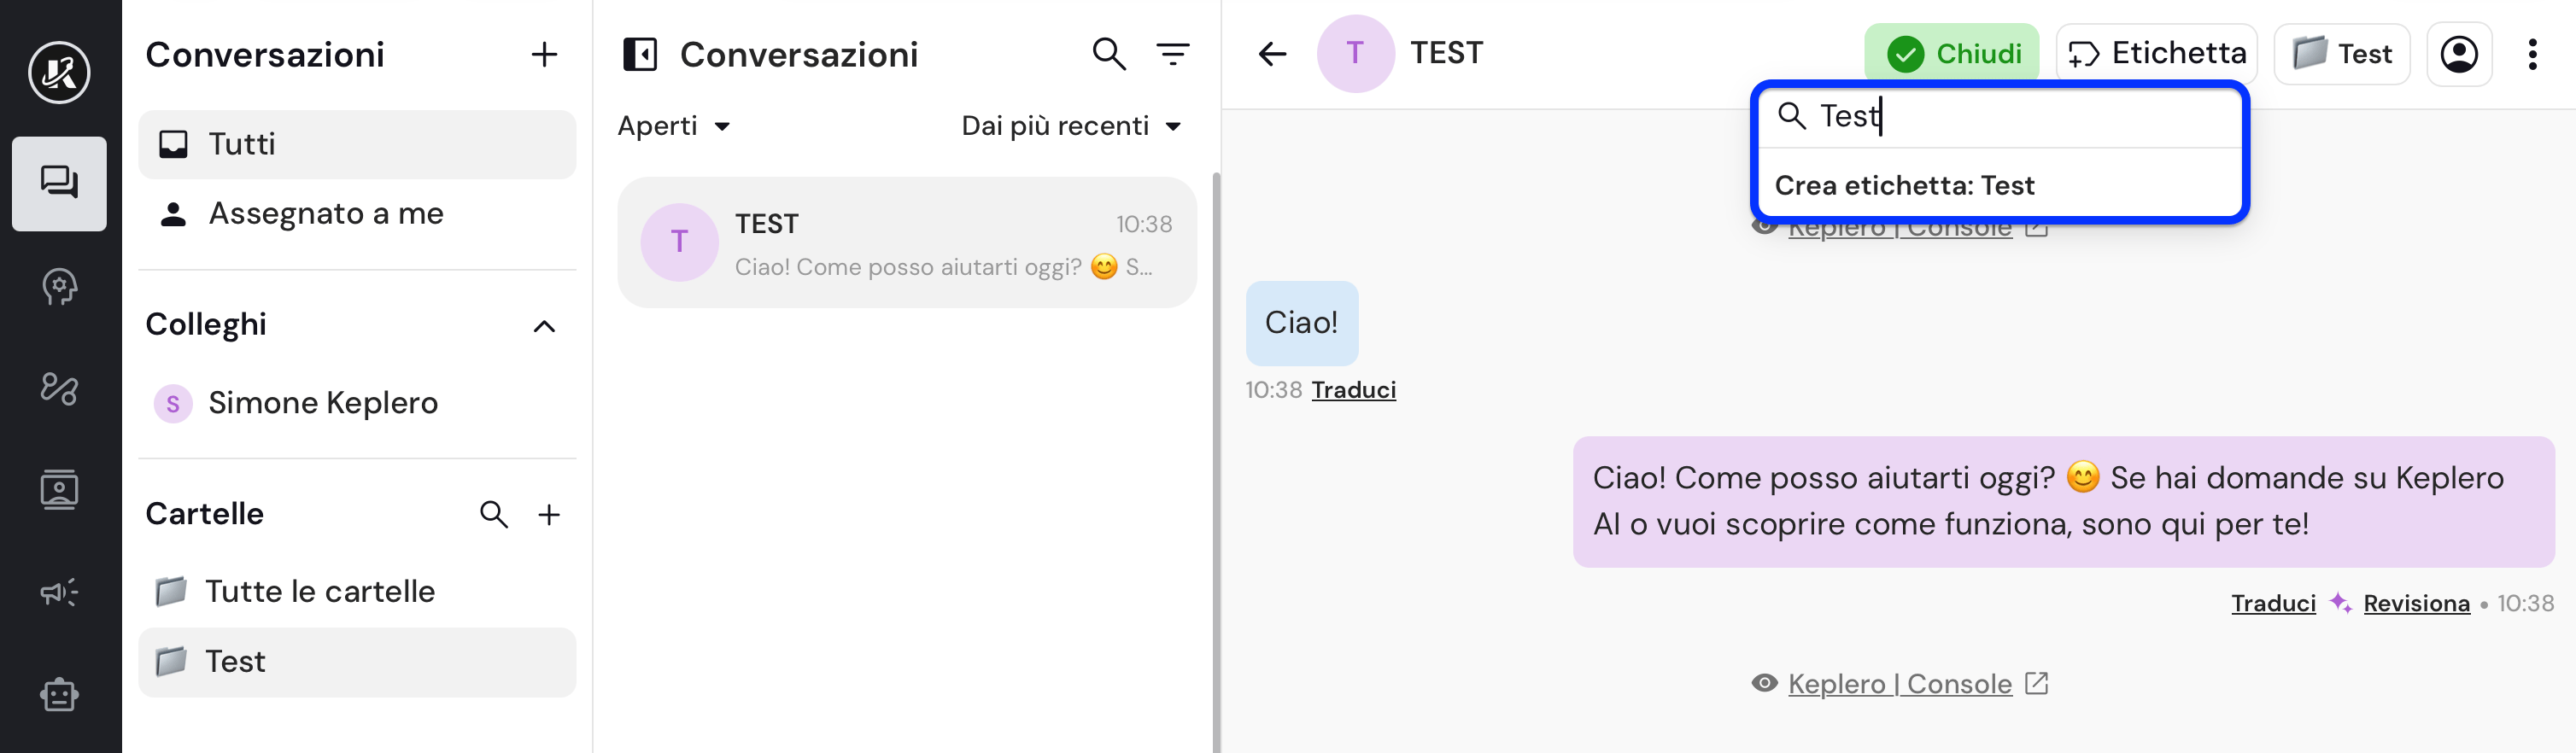 Conversazioni
Tutti
Assegnato a me
Colleghi
S Simone Keplero
Cartelle
Tutte le cartelle
Test
Conversazioni
Aperti Dai più recenti
T
TEST 10:38
Ciao! Come posso aiutarti oggi? 😊 S...
T TEST Chiudi Etichetta Test
Test
Crea etichetta: Test
Keplero | Console
Ciao!
10:38 Traduci
Ciao! Come posso aiutarti oggi? 😊 Se hai domande su Keplero
AI o vuoi scoprire come funziona, sono qui per te!
Traduci Revisiona • 10:38
Keplero | Console